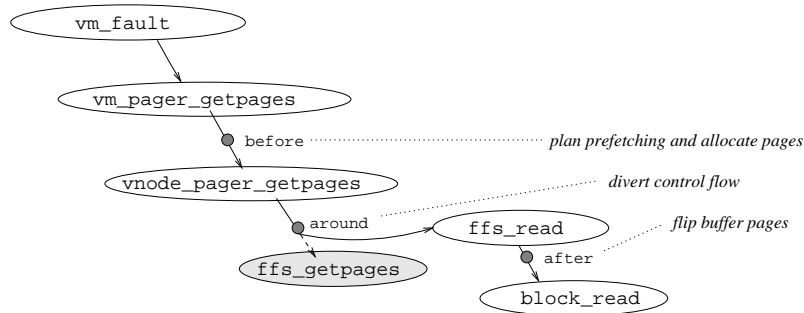 vm_fault
vm_pager_getpages
before
plan prefetching and allocate pages
vnode_pager_getpages
divert control flow
around
ffs_read
flip buffer pages
after
ffs_getpages
block_read